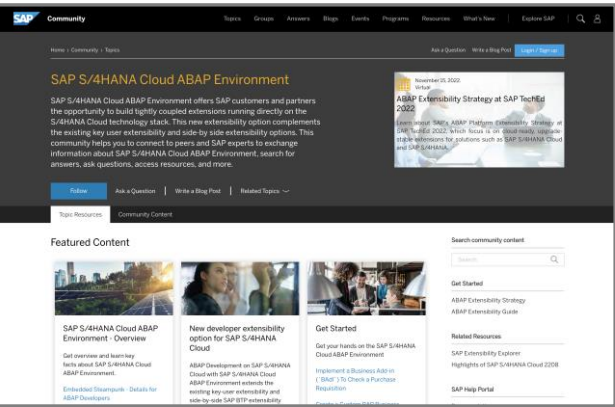 SAP Community Topics Groups Answers Blogs Events Programs Resources What's New Explore SAP
Home / Community / Topics
Ask a Question Write a Blog Post Login / Sign-up
SAP S/4HANA Cloud ABAP Environment
SAP S/4HANA Cloud ABAP Environment offers SAP customers and partners
the opportunity to build tightly coupled extensions running directly on the
S/4HANA Cloud technology stack. This new extensibility option complements
the existing key user extensibility and side-by side extensibility options. This
community helps you to connect to peers and SAP experts to exchange
information about SAP S/4HANA Cloud ABAP Environment, search for
answers, ask questions, access resources, and more.
November 15, 2022
Virtual
ABAP Extensibility Strategy at SAP TechEd
2022
Learn about SAP's ABAP Platform Extensibility Strategy at
SAP TechEd 2022, which focus is on cloud-ready, upgrade-
stable extensions for solutions such as SAP S/4HANA Cloud
and SAP S/4HANA.
Follow Ask a Question Write a Blog Post Related Topics
Topic Resources Community Content
Featured Content
SAP S/4HANA Cloud ABAP
Environment - Overview
Get overview and learn key
facts about SAP S/4HANA Cloud
ABAP Environment.
Embedded Steampunk - Details for
ABAP Developers
New developer extensibility
option for SAP S/4HANA
Cloud
ABAP Development on SAP S/4HANA
Cloud with SAP S/4HANA Cloud
ABAP Environment extends the
existing key-user extensibility and
side-by-side SAP BTP extensibility
Get Started
Get your hands on the SAP S/4HANA
Cloud ABAP Environment
Implement a Business Add-in
(`BAdI`) To Check a Purchase
Requisition
Search community content
Search
Get Started
ABAP Extensibility Strategy
ABAP Extensibility Guide
Related Resources
SAP Extensibility Explorer
Highlights of SAP S/4HANA Cloud 2208
SAP Help Portal